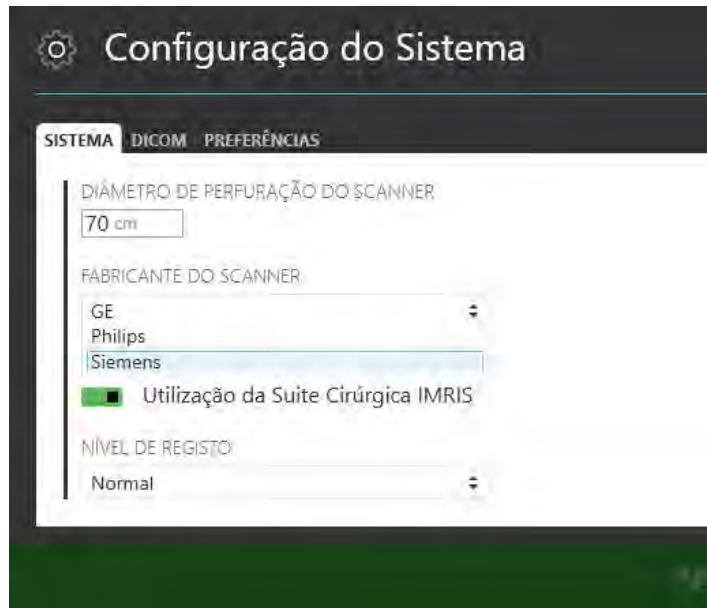 Configuração do Sistema
SISTEMA DICOM PREFERÊNCIAS
DIÂMETRO DE PERFURAÇÃO DO SCANNER
70 cm
FABRICANTE DO SCANNER
GE
Philips
Siemens
Utilização da Suite Cirúrgica IMRIS
NÍVEL DE REGISTO
Normal